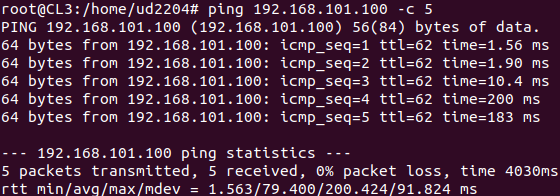 root@CL3:/home/ud2204# ping 192.168.101.100 -c 5
PING 192.168.101.100 (192.168.101.100) 56(84) bytes of data.
64 bytes from 192.168.101.100: icmp_seq=1 ttl=62 time=1.56 ms
64 bytes from 192.168.101.100: icmp_seq=2 ttl=62 time=1.90 ms
64 bytes from 192.168.101.100: icmp_seq=3 ttl=62 time=10.4 ms
64 bytes from 192.168.101.100: icmp_seq=4 ttl=62 time=200 ms
64 bytes from 192.168.101.100: icmp_seq=5 ttl=62 time=183 ms

--- 192.168.101.100 ping statistics ---
5 packets transmitted, 5 received, 0% packet loss, time 4030ms
rtt min/avg/max/mdev = 1.563/79.400/200.424/91.824 ms